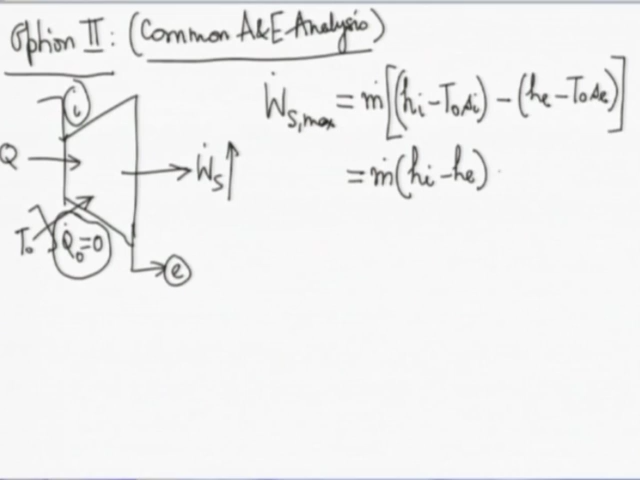 Option II: (Common A&E Analysis)
i
Ẇs,max = ṁ[(hi - T₀si) - (he - T₀se)]
Q
Ẇs
= ṁ(hi - he)
T₀
Q̇₀=0
e